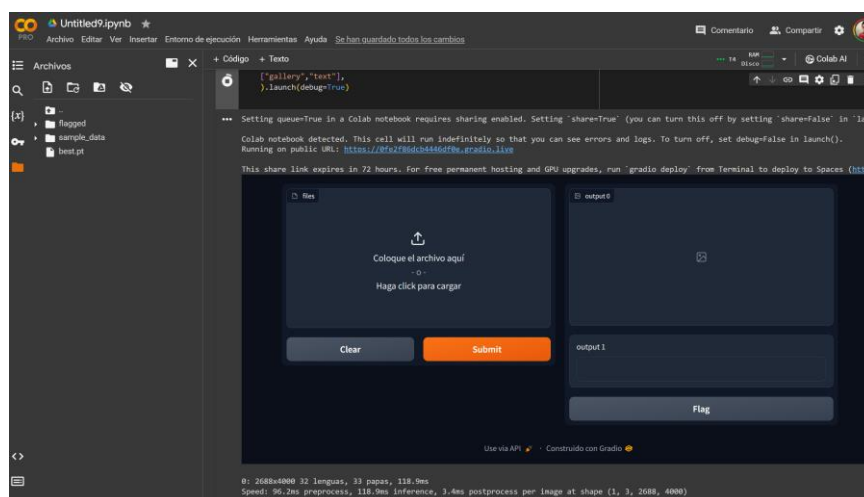 CO
PRO
Untitled9.ipynb
Archivo Editar Ver Insertar Entorno de ejecución Herramientas Ayuda Se han guardado todos los cambios
Comentario
Compartir
Archivos
+ Código + Texto
T4
RAM
Disco
Colab AI
{x}
..
flagged
sample_data
best.pt
["gallery","text"],
).launch(debug=True)
Setting queue=True in a Colab notebook requires sharing enabled. Setting `share=True` (you can turn this off by setting `share=False` in `la
Colab notebook detected. This cell will run indefinitely so that you can see errors and logs. To turn off, set debug=False in launch().
Running on public URL: https://0fe2f86dcb4446df0e.gradio.live
This share link expires in 72 hours. For free permanent hosting and GPU upgrades, run `gradio deploy` from Terminal to deploy to Spaces (htt
files
Coloque el archivo aquí
- o -
Haga click para cargar
Clear
Submit
output 0
output 1
Flag
Use via API · Construido con Gradio
0: 2688x4000 32 lenguas, 33 papas, 118.9ms
Speed: 96.2ms preprocess, 118.9ms inference, 3.4ms postprocess per image at shape (1, 3, 2688, 4000)